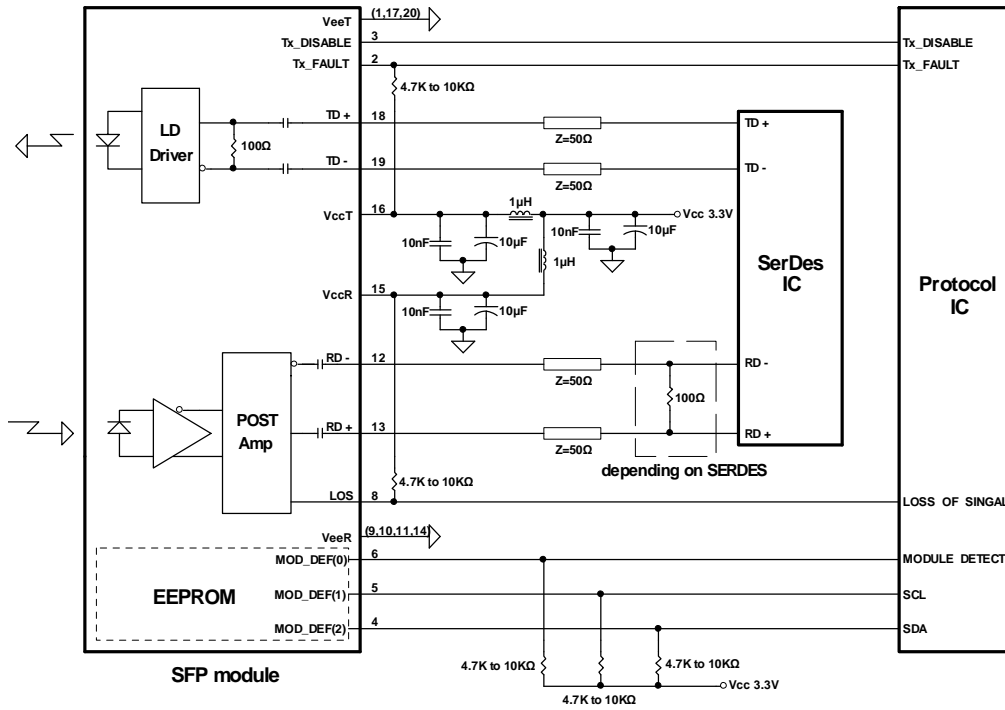 VeeT (1,17,20)
Tx_DISABLE 3 Tx_DISABLE
Tx_FAULT 2 Tx_FAULT
4.7K to 10KΩ
LD
Driver
100Ω
TD + 18 Z=50Ω TD +
TD - 19 Z=50Ω TD -
1µH
VccT 16 Vcc 3.3V
10nF 10µF 10nF 10µF
1µH
SerDes
IC
Protocol
IC
VccR 15
10nF 10µF
RD - 12 Z=50Ω RD -
POST
Amp
100Ω
RD + 13 Z=50Ω RD +
depending on SERDES
4.7K to 10KΩ
LOS 8 LOSS OF SINGAL
VeeR (9,10,11,14)
MOD_DEF(0) 6 MODULE DETECT
EEPROM
MOD_DEF(1) 5 SCL
MOD_DEF(2) 4 SDA
4.7K to 10KΩ 4.7K to 10KΩ
SFP module
Vcc 3.3V
4.7K to 10KΩ